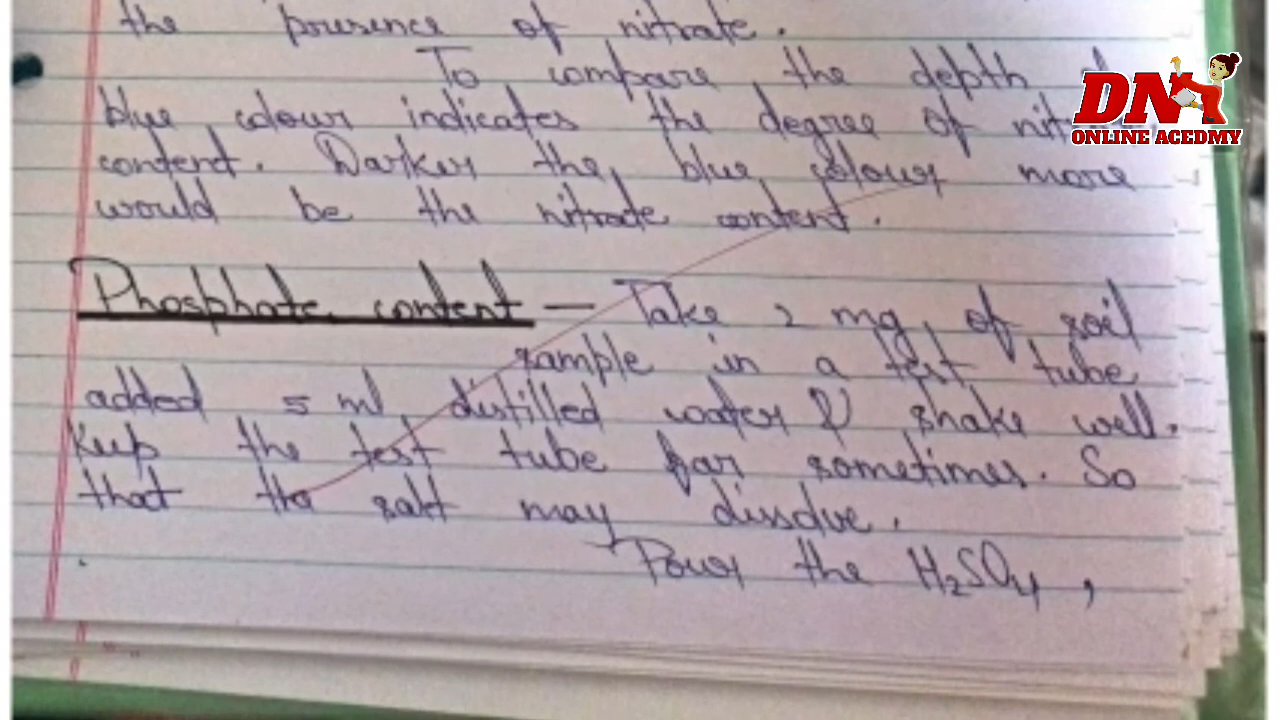 the presence of nitrate.
To compare the depth
blue colour indicates the degree of
content. Darker the, blue, colour more
would be the nitrate content.
Phosphate content — Take 2 mg, of soil
sample in a test tube
added 5 ml, distilled water & shake well.
Keep the test tube for sometimes. So
that the salt may dissolve.
Pour the H₂SO₄,
DN
ONLINE ACEDMY